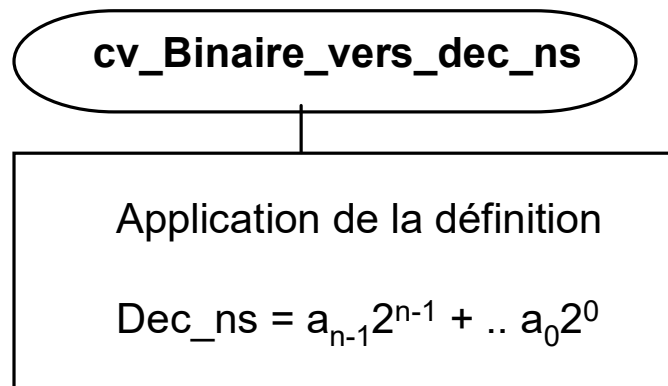 cv_Binaire_vers_dec_ns
Application de la définition
Dec_ns = aₙ₋₁2ⁿ⁻¹ + .. a₀2⁰